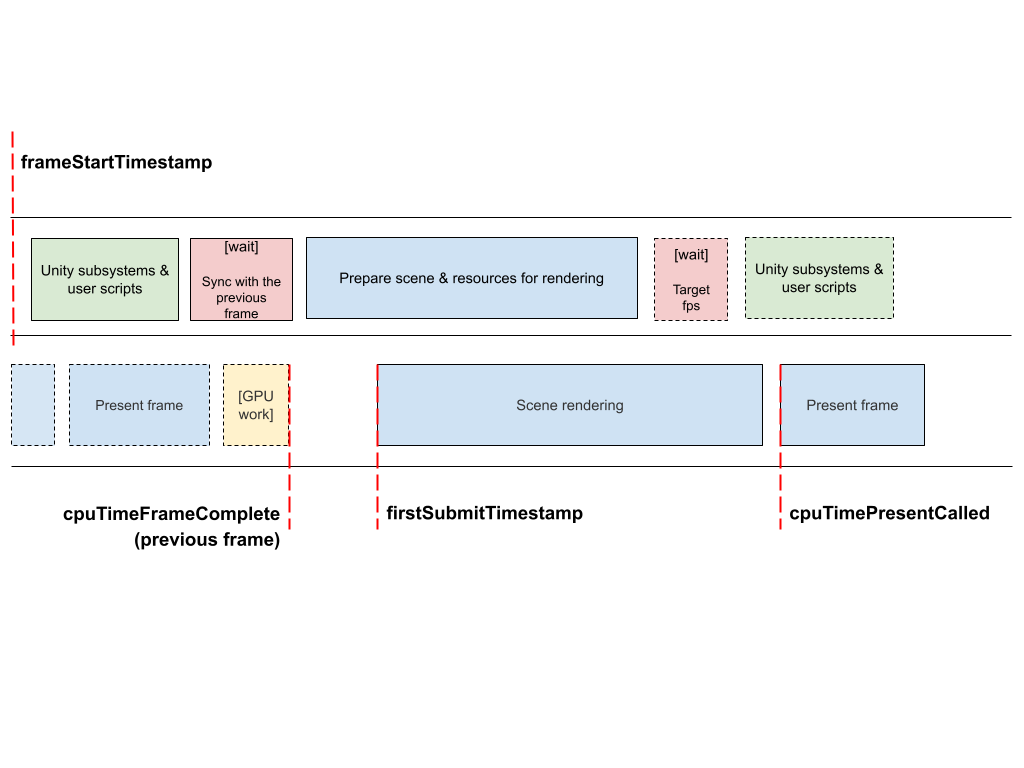 frameStartTimestamp
Unity subsystems &
user scripts
[wait]
Sync with the
previous
frame
Prepare scene & resources for rendering
[wait]
Target
fps
Unity subsystems &
user scripts
Present frame
[GPU
work]
Scene rendering
Present frame
cpuTimeFrameComplete
(previous frame)
firstSubmitTimestamp
cpuTimePresentCalled